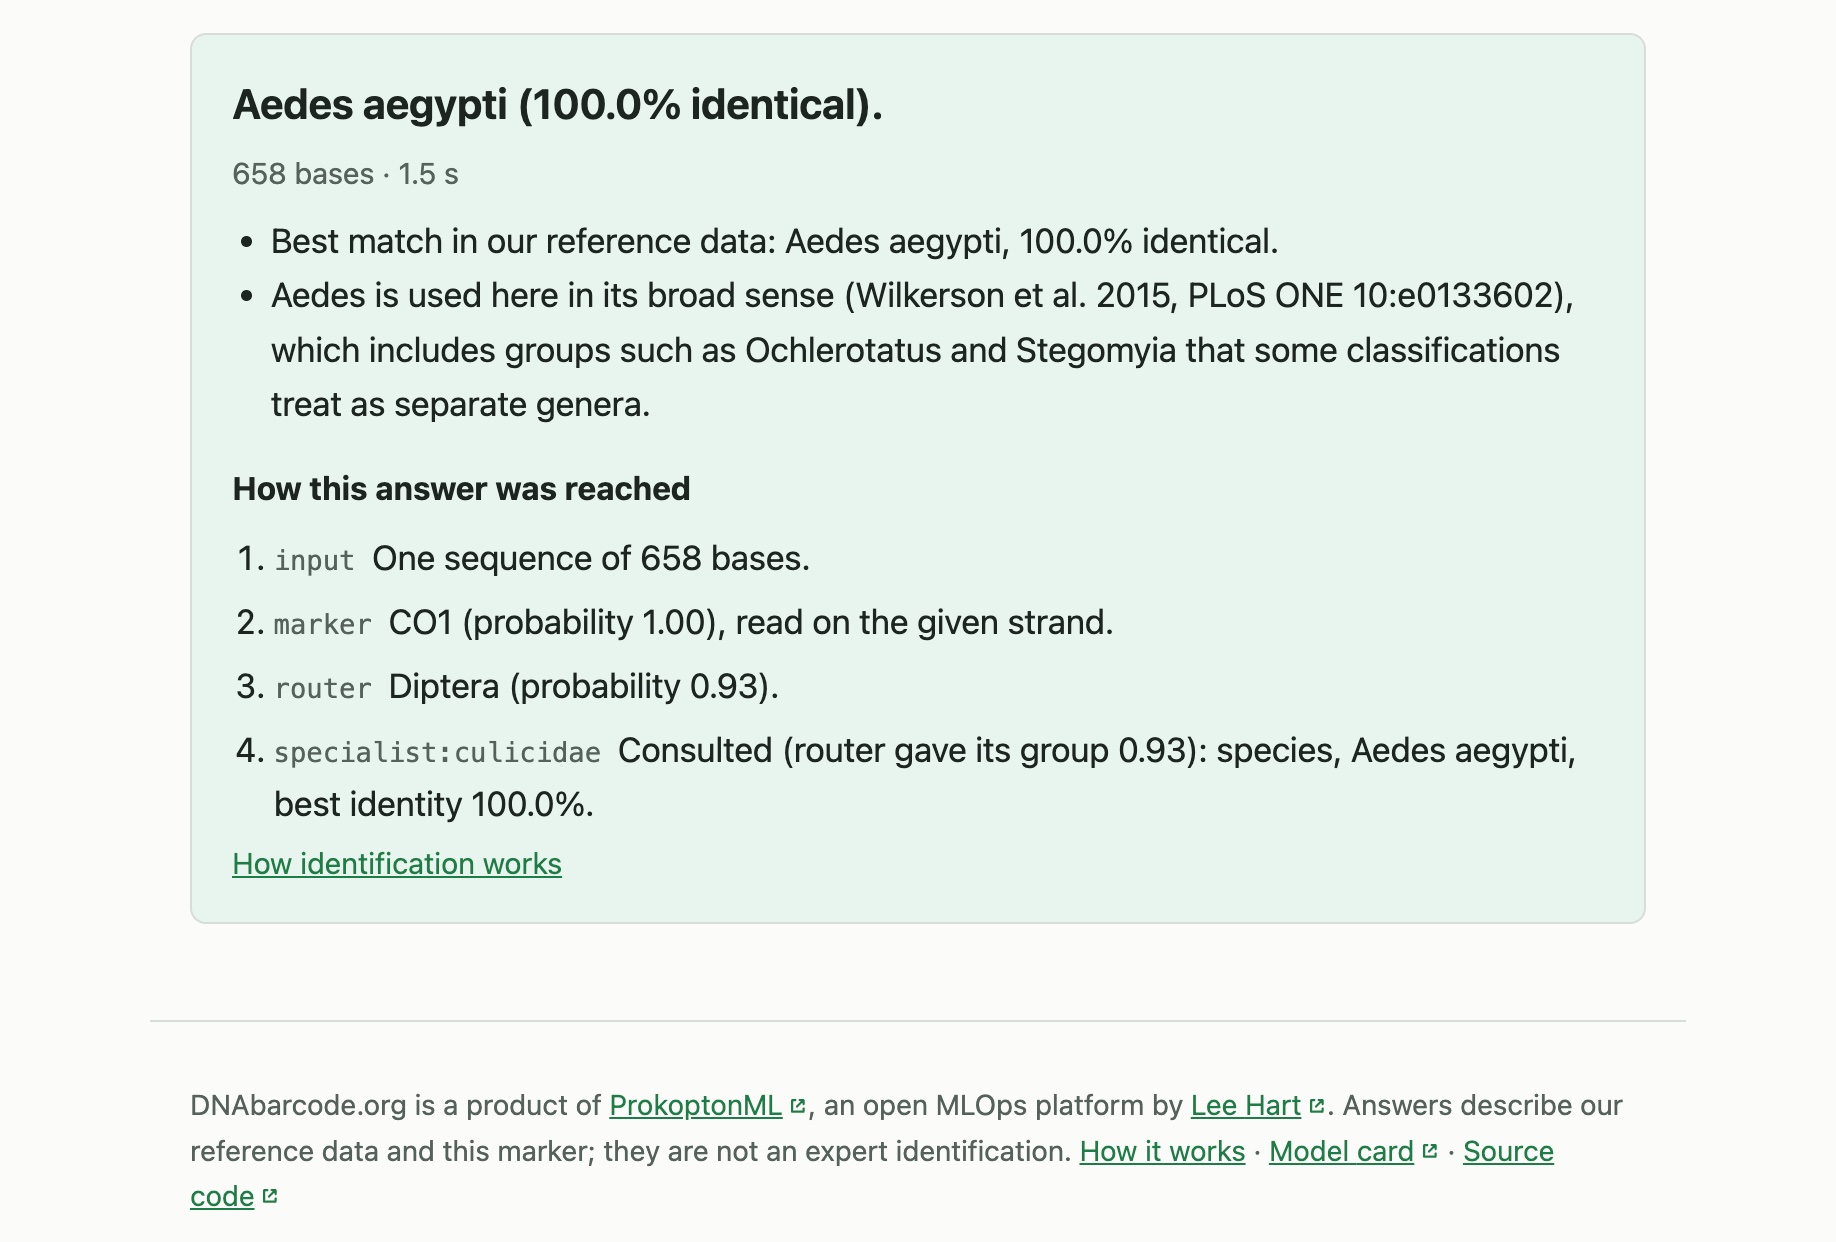 Aedes aegypti (100.0% identical).
658 bases · 1.5 s
• Best match in our reference data: Aedes aegypti, 100.0% identical.
• Aedes is used here in its broad sense (Wilkerson et al. 2015, PLoS ONE 10:e0133602),
which includes groups such as Ochlerotatus and Stegomyia that some classifications
treat as separate genera.
How this answer was reached
1. input One sequence of 658 bases.
2. marker CO1 (probability 1.00), read on the given strand.
3. router Diptera (probability 0.93).
4. specialist:culicidae Consulted (router gave its group 0.93): species, Aedes aegypti,
best identity 100.0%.
How identification works
DNAbarcode.org is a product of ProkoptonML, an open MLOps platform by Lee Hart. Answers describe our
reference data and this marker; they are not an expert identification. How it works · Model card · Source
code